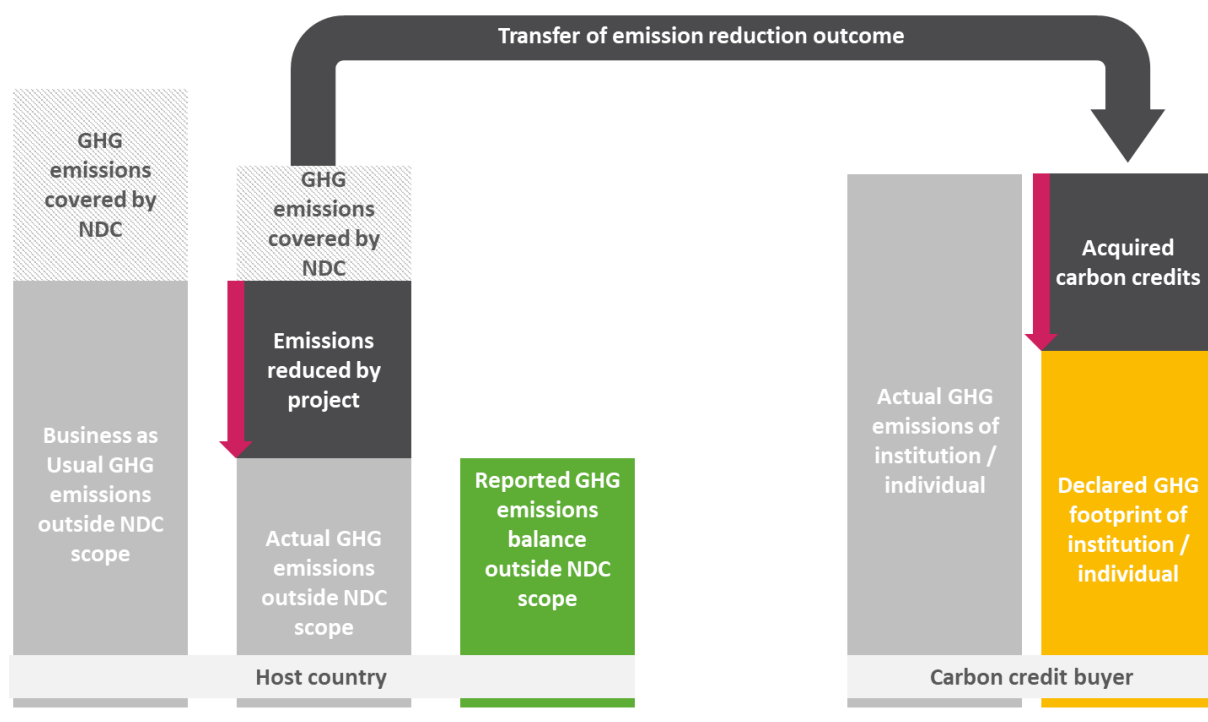 Transfer of emission reduction outcome
GHG
emissions
covered by
NDC
Business as
Usual GHG
emissions
outside NDC
scope
GHG
emissions
covered by
NDC
Emissions
reduced by
project
Actual GHG
emissions
outside NDC
scope
Reported GHG
emissions
balance
outside NDC
scope
Host country
Actual GHG
emissions of
institution /
individual
Acquired
carbon credits
Declared GHG
footprint of
institution /
individual
Carbon credit buyer